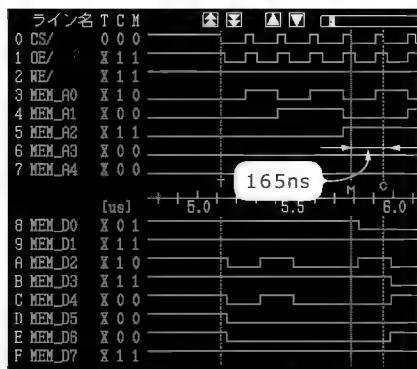 ライン名 T C M
0 CS/ 0 0 0
1 OE/ X 1 1
2 WE/ X 1 1
3 MEM_A0 X 1 0
4 MEM_A1 X 0 0
5 MEM_A2 X 1 1
6 MEM_A3 X 0 0
7 MEM_A4 X 0 0
165ns
T M C
[us] 5.0 5.5 6.0
8 MEM_D0 X 0 1
9 MEM_D1 X 1 1
A MEM_D2 X 1 0
B MEM_D3 X 1 1
C MEM_D4 X 0 0
D MEM_D5 X 0 0
E MEM_D6 X 0 0
F MEM_D7 X 1 1